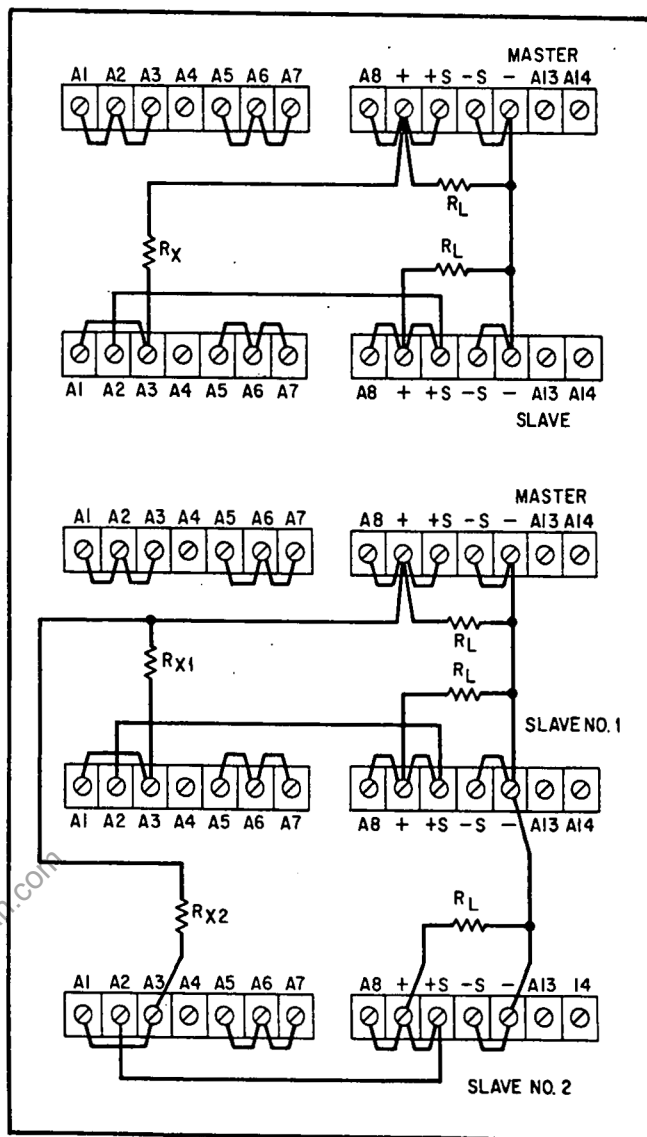 MASTER
A1 A2 A3 A4 A5 A6 A7 A8 + +S -S - A13 A14
RL
RX
RL
A1 A2 A3 A4 A5 A6 A7 A8 + +S -S - A13 A14
SLAVE
MASTER
A1 A2 A3 A4 A5 A6 A7 A8 + +S -S - A13 A14
RL
RX1
RL
SLAVE NO. 1
A1 A2 A3 A4 A5 A6 A7 A8 + +S -S - A13 A14
RL
RX2
A1 A2 A3 A4 A5 A6 A7 A8 + +S -S - A13 14
SLAVE NO. 2